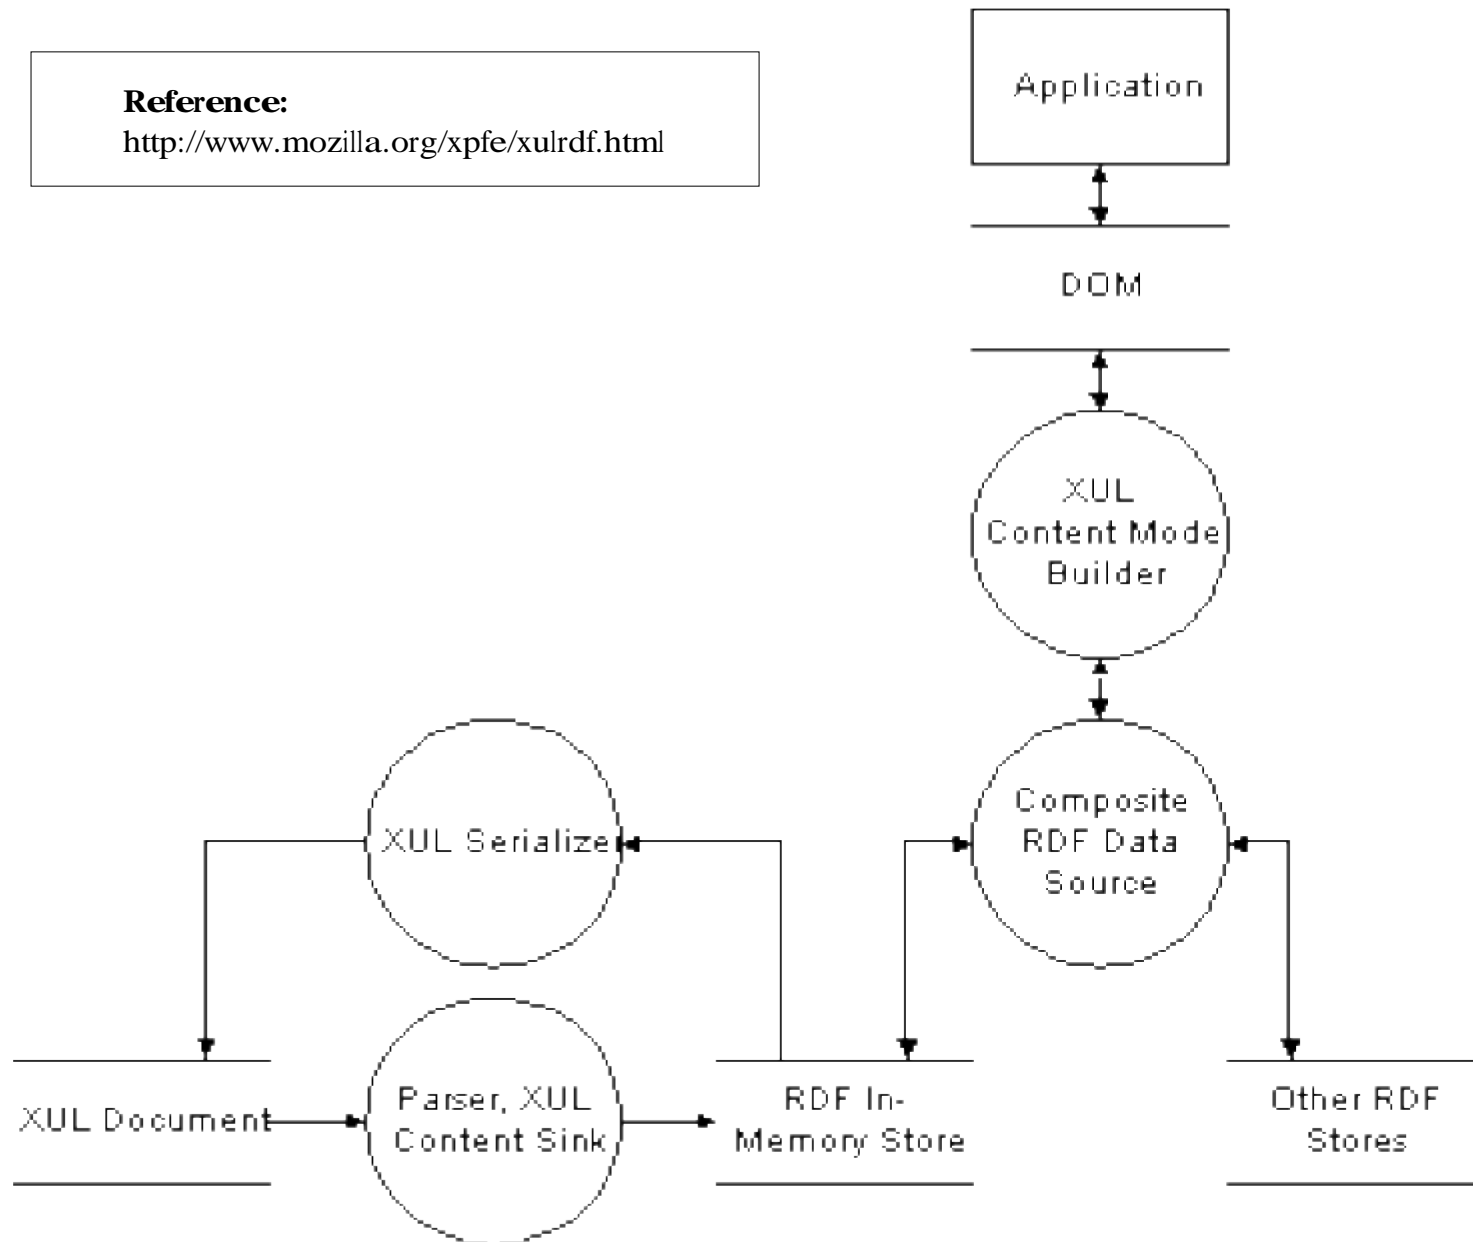 Reference:
http://www.mozilla.org/xpfe/xulrdf.html
Application
DOM
XUL
Content Mode
Builder
Composite
RDF Data
Source
XUL Serialize
XUL Document
Parser, XUL
Content Sink
RDF In-
Memory Store
Other RDF
Stores